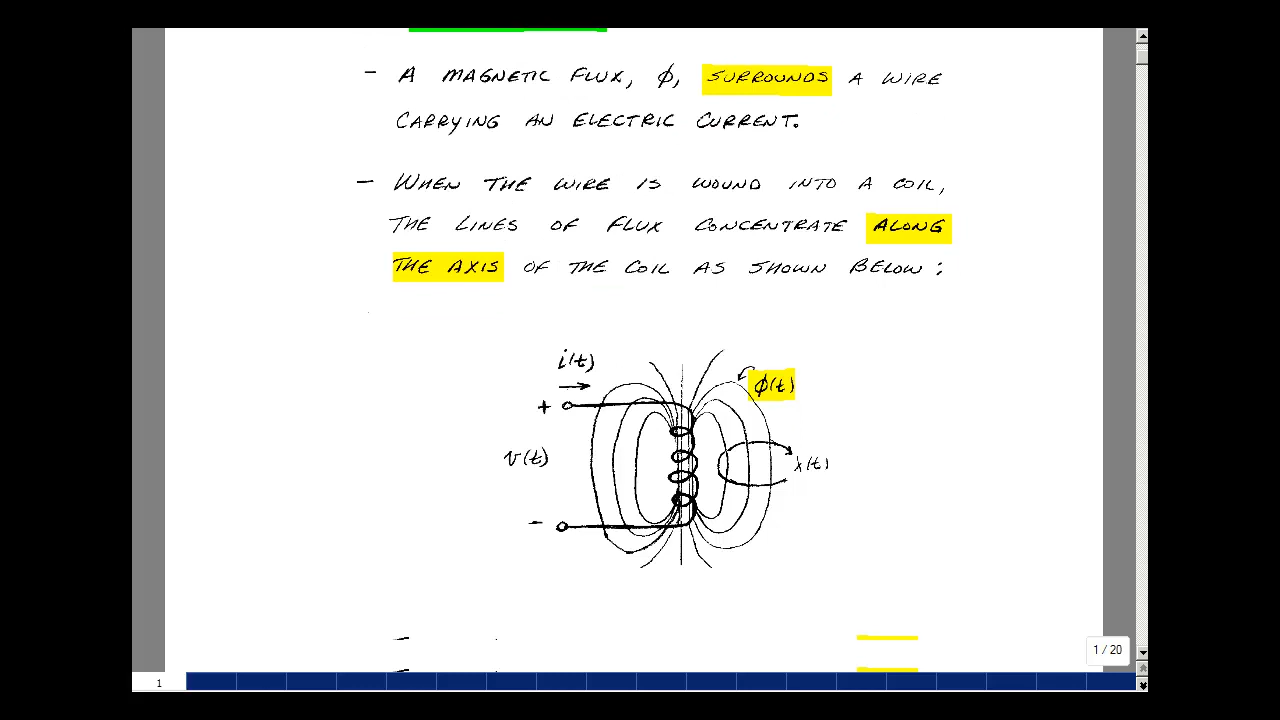 - A MAGNETIC FLUX, ϕ, SURROUNDS A WIRE
CARRYING AN ELECTRIC CURRENT.
- WHEN THE WIRE IS WOUND INTO A COIL,
THE LINES OF FLUX CONCENTRATE ALONG
THE AXIS OF THE COIL AS SHOWN BELOW:
i(t)
ϕ(t)
+
v(t)
λ(t)
-
1 / 20
1